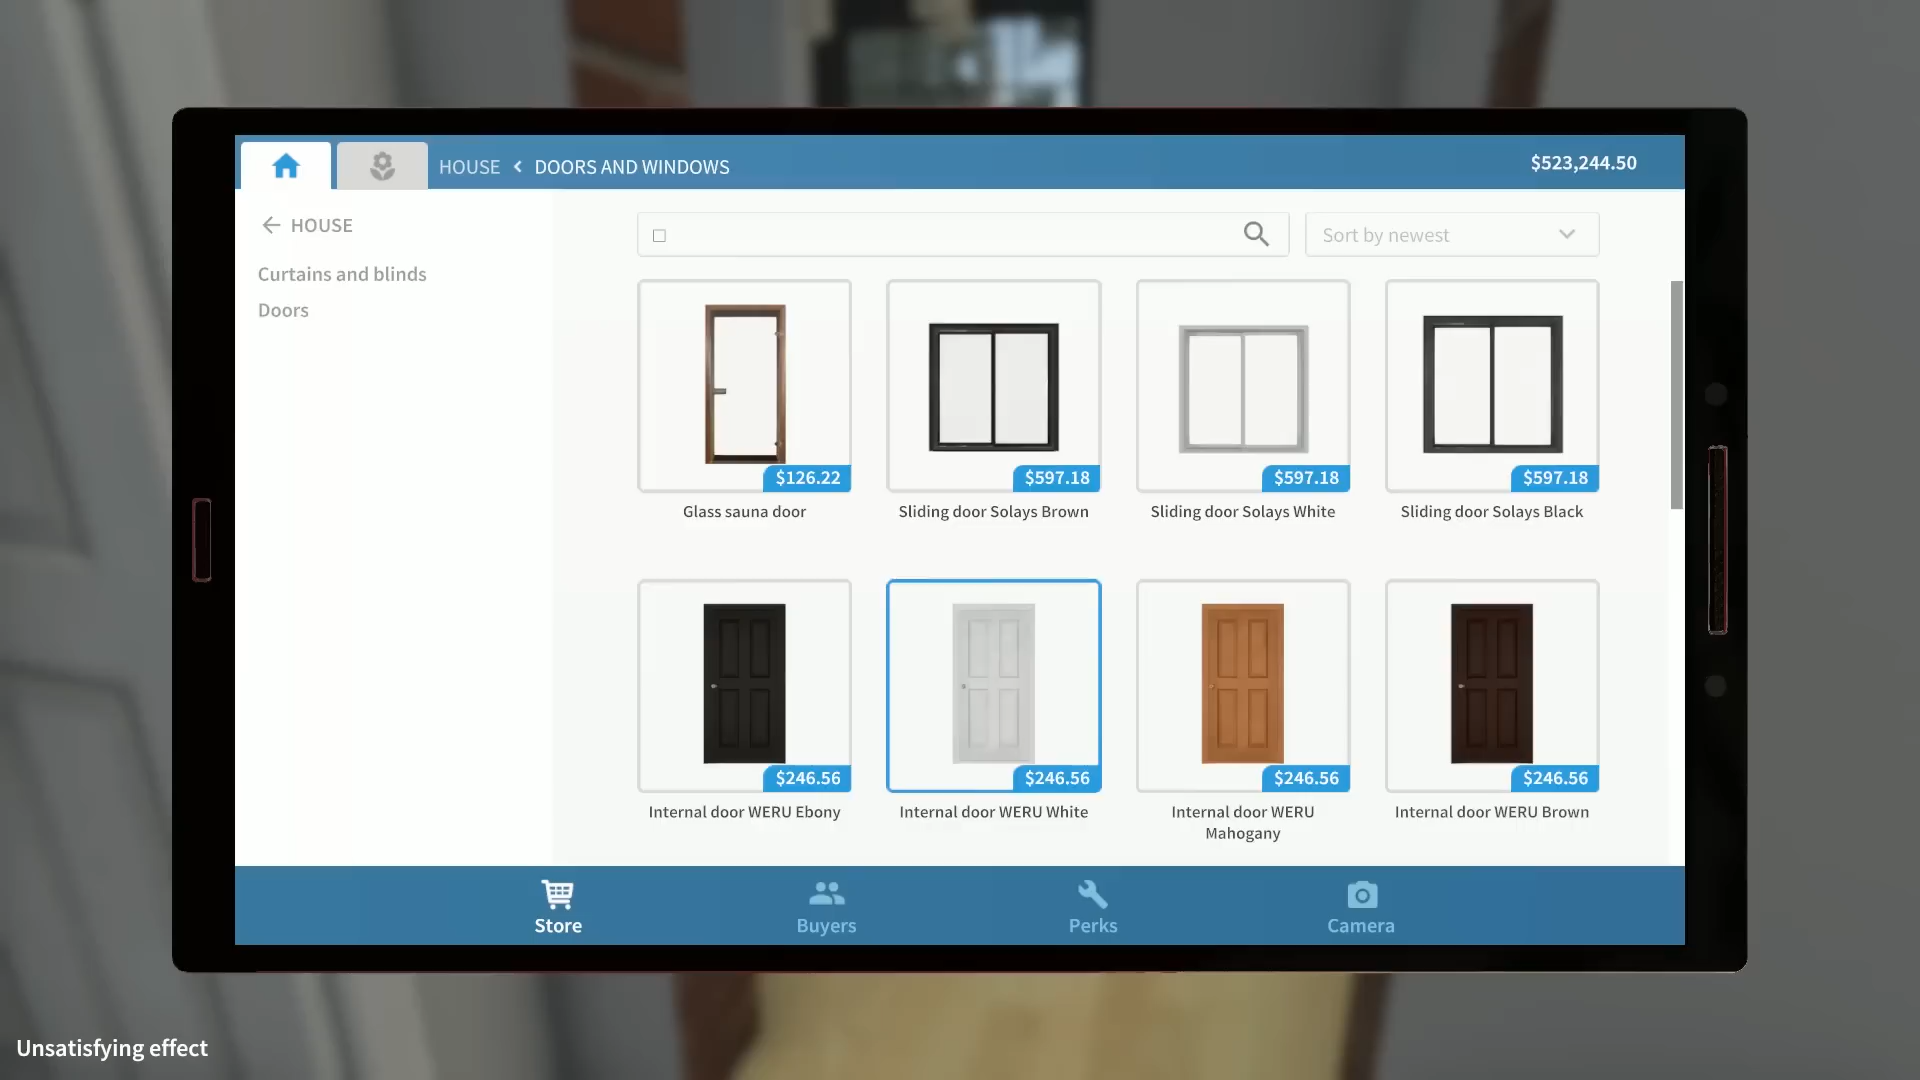 HOUSE < DOORS AND WINDOWS
$523,244.50
HOUSE
Curtains and blinds
Doors
Sort by newest
$126.22
$597.18
$597.18
$597.18
Glass sauna door
Sliding door Solays Brown
Sliding door Solays White
Sliding door Solays Black
$246.56
$246.56
$246.56
$246.56
Internal door WERU Ebony
Internal door WERU White
Internal door WERU
Mahogany
Internal door WERU Brown
Store
Buyers
Perks
Camera
Unsatisfying effect